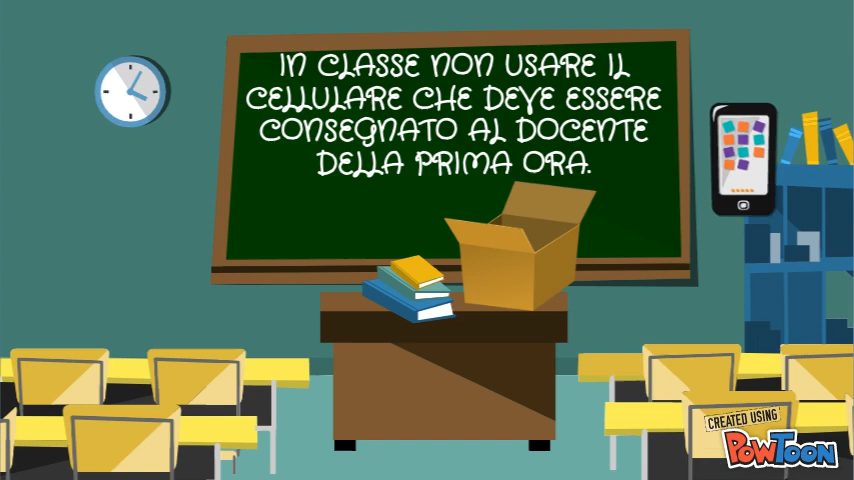 IN CLASSE NON USARE IL
CELLULARE CHE DEVE ESSERE
CONSEGNATO AL DOCENTE
DELLA PRIMA ORA.
CREATED USING
POWTOON